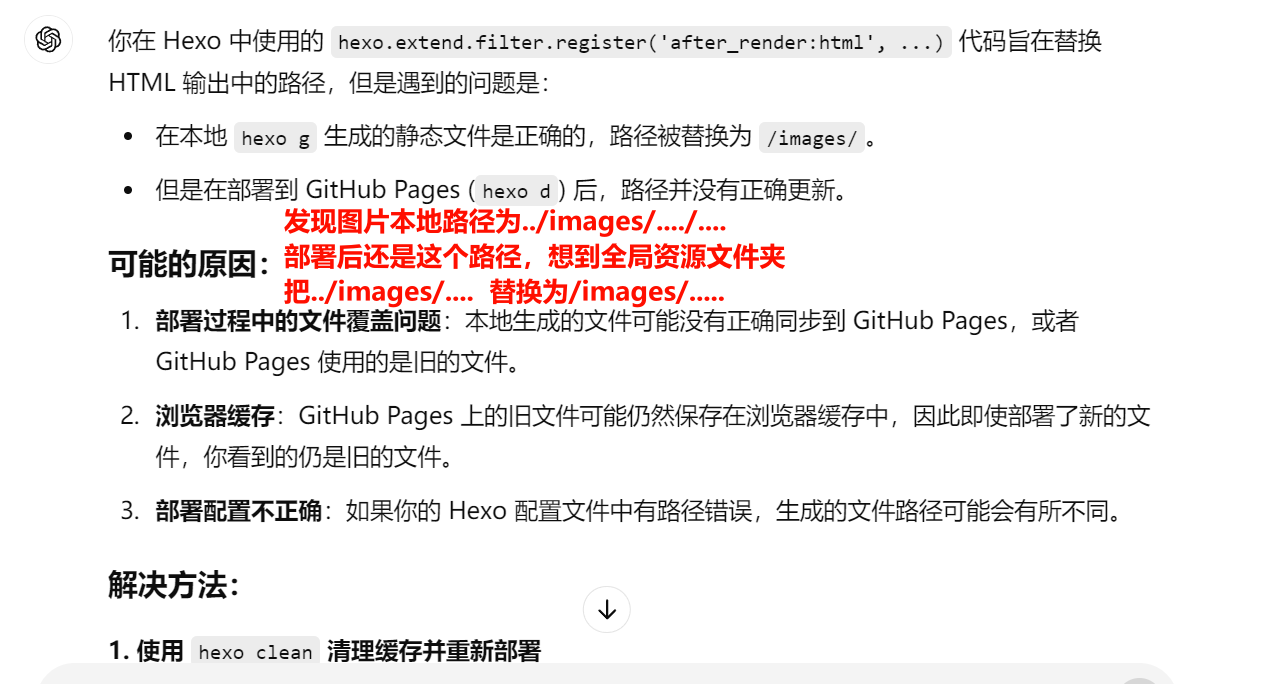 你在 Hexo 中使用的 hexo.extend.filter.register('after_render:html', ...) 代码旨在替换
HTML 输出中的路径，但是遇到的问题是：
• 在本地 hexo g 生成的静态文件是正确的，路径被替换为 /images/ 。
• 但是在部署到 GitHub Pages ( hexo d ) 后，路径并没有正确更新。
发现图片本地路径为../images/..../....
部署后还是这个路径，想到全局资源文件夹
可能的原因：
把../images/.... 替换为/images/.....
1. 部署过程中的文件覆盖问题：本地生成的文件可能没有正确同步到 GitHub Pages，或者
GitHub Pages 使用的是旧的文件。
2. 浏览器缓存：GitHub Pages 上的旧文件可能仍然保存在浏览器缓存中，因此即使部署了新的文
件，你看到的仍是旧的文件。
3. 部署配置不正确：如果你的 Hexo 配置文件中有路径错误，生成的文件路径可能会有所不同。
解决方法：
1. 使用 hexo clean 清理缓存并重新部署